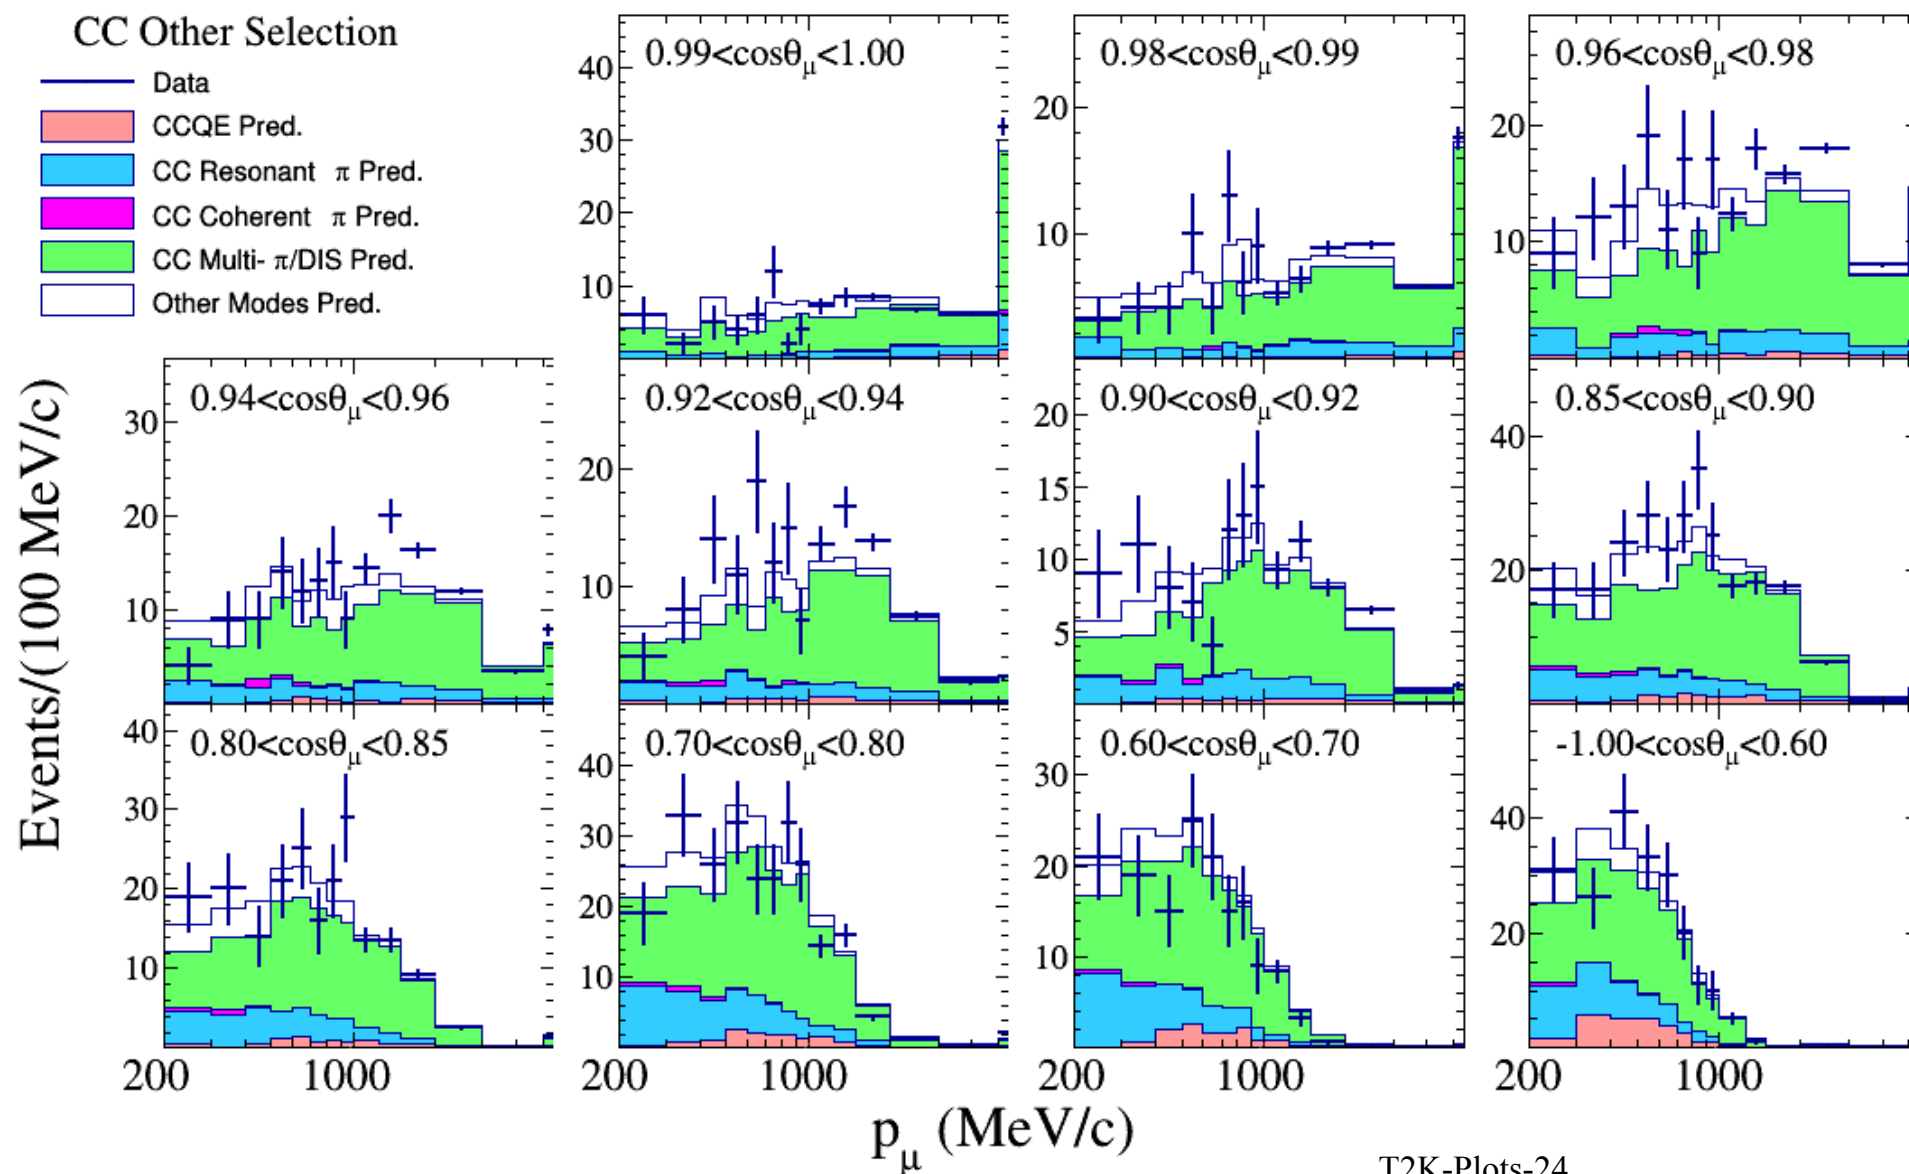 CC Other Selection
Data
CCQE Pred.
CC Resonant π Pred.
CC Coherent π Pred.
CC Multi- π/DIS Pred.
Other Modes Pred.
0.99<cosθμ<1.00
40
30
20
10
0.98<cosθμ<0.99
20
10
0.96<cosθμ<0.98
20
10
Events/(100 MeV/c)
0.94<cosθμ<0.96
30
20
10
0.92<cosθμ<0.94
20
10
0.90<cosθμ<0.92
20
15
10
5
0.85<cosθμ<0.90
40
20
0.80<cosθμ<0.85
40
30
20
10
0.70<cosθμ<0.80
40
30
20
10
0.60<cosθμ<0.70
30
20
10
-1.00<cosθμ<0.60
40
20
200 1000 200 1000 200 1000 200 1000
pμ (MeV/c)
T2K-Plots-24